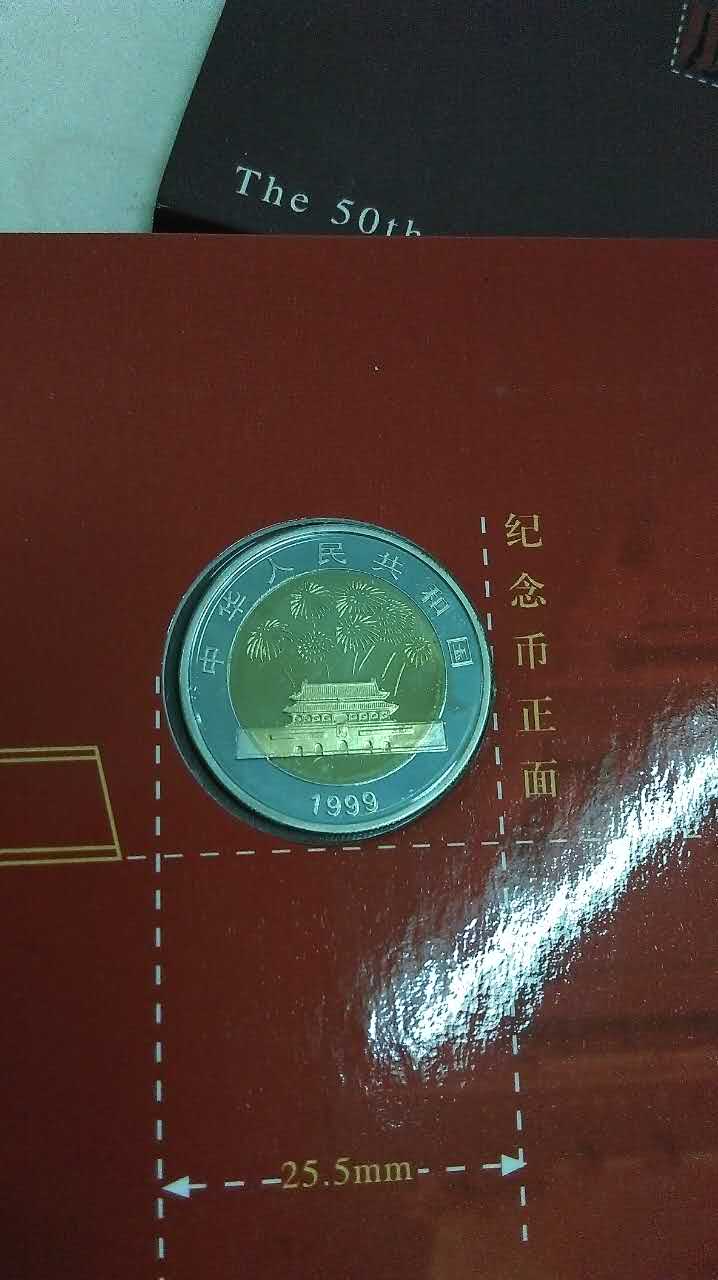 The 50th
中华人民共和国
1999
纪念币正面
25.5mm